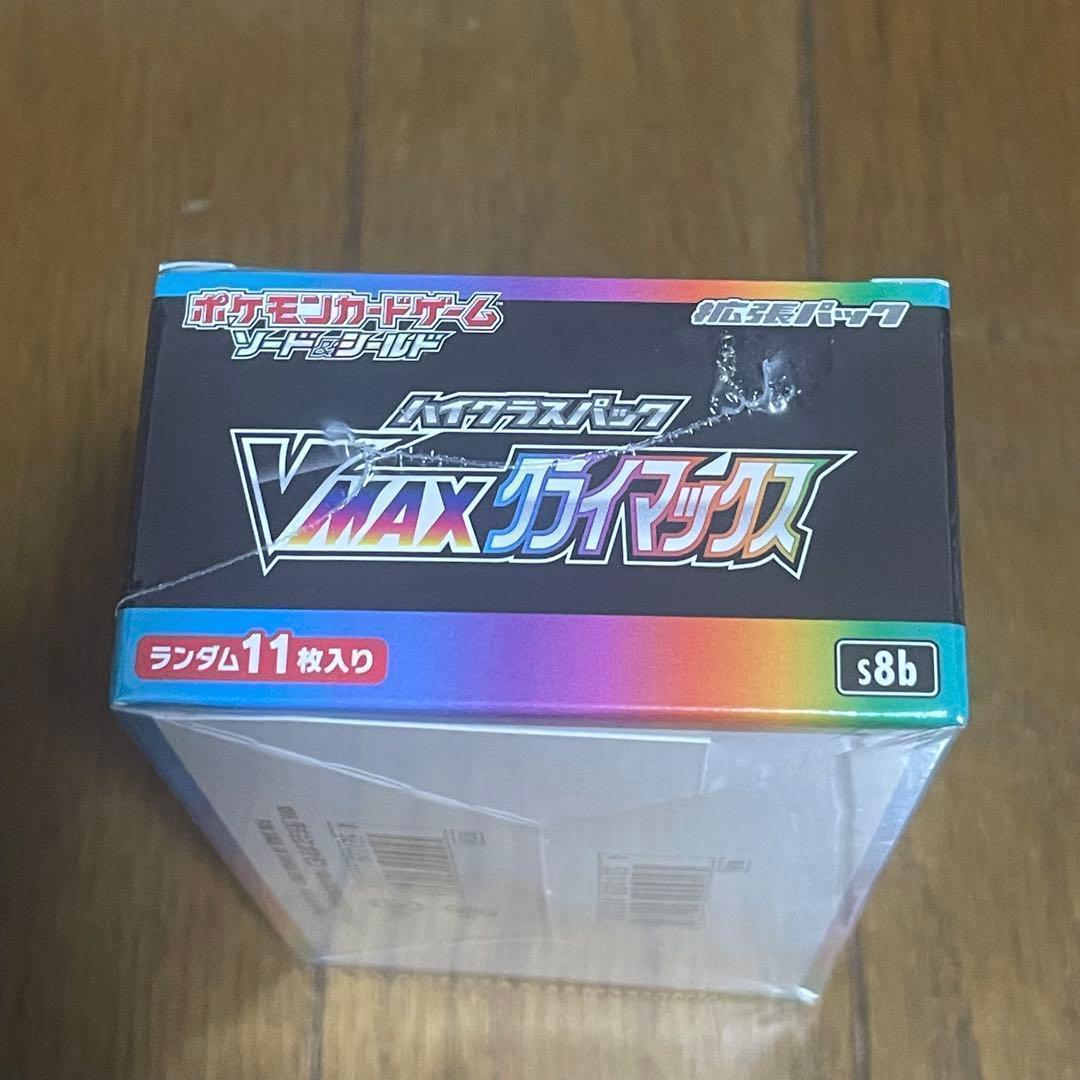 ポケモンカードゲーム
ソード&シールド
拡張パック
ハイクラスパック
VMAXクライマックス
ランダム11枚入り
s8b